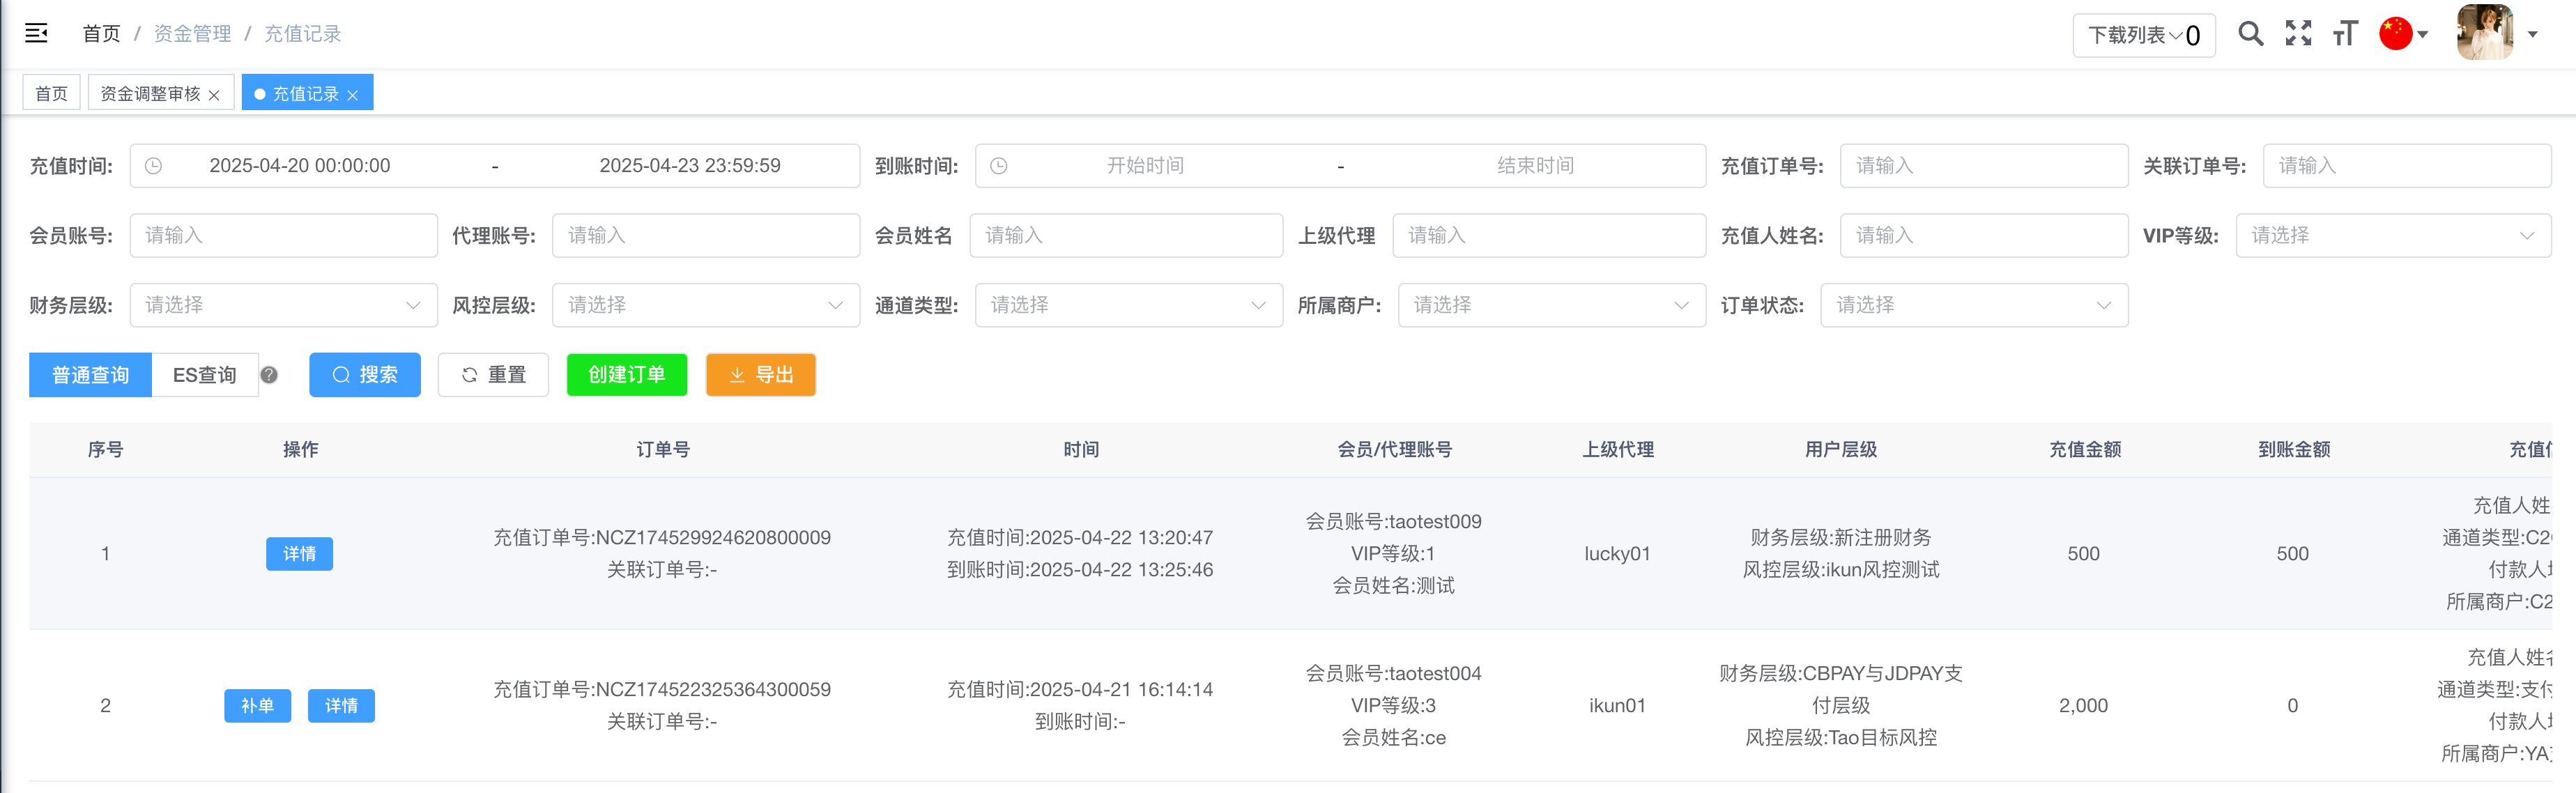 首页 / 资金管理 / 充值记录
下载列表 0
首页
资金调整审核
充值记录
充值时间: 2025-04-20 00:00:00 - 2025-04-23 23:59:59 到账时间: 开始时间 - 结束时间 充值订单号: 请输入 关联订单号: 请输入
会员账号: 请输入 代理账号: 请输入 会员姓名 请输入 上级代理 请输入 充值人姓名: 请输入 VIP等级: 请选择
财务层级: 请选择 风控层级: 请选择 通道类型: 请选择 所属商户: 请选择 订单状态: 请选择
普通查询 ES查询 ? 搜索 重置 创建订单 导出
序号 操作 订单号 时间 会员/代理账号 上级代理 用户层级 充值金额 到账金额 充值
1
详情
充值订单号:NCZ174529924620800009
关联订单号:-
充值时间:2025-04-22 13:20:47
到账时间:2025-04-22 13:25:46
会员账号:taotest009
VIP等级:1
会员姓名:测试
lucky01
财务层级:新注册财务
风控层级:ikun风控测试
500
500
充值人姓
通道类型:C2
付款人
所属商户:C2
2
补单 详情
充值订单号:NCZ174522325364300059
关联订单号:-
充值时间:2025-04-21 16:14:14
到账时间:-
会员账号:taotest004
VIP等级:3
会员姓名:ce
ikun01
财务层级:CBPAY与JDPAY支
付层级
风控层级:Tao目标风控
2,000
0
充值人姓
通道类型:支付
付款人
所属商户:YA